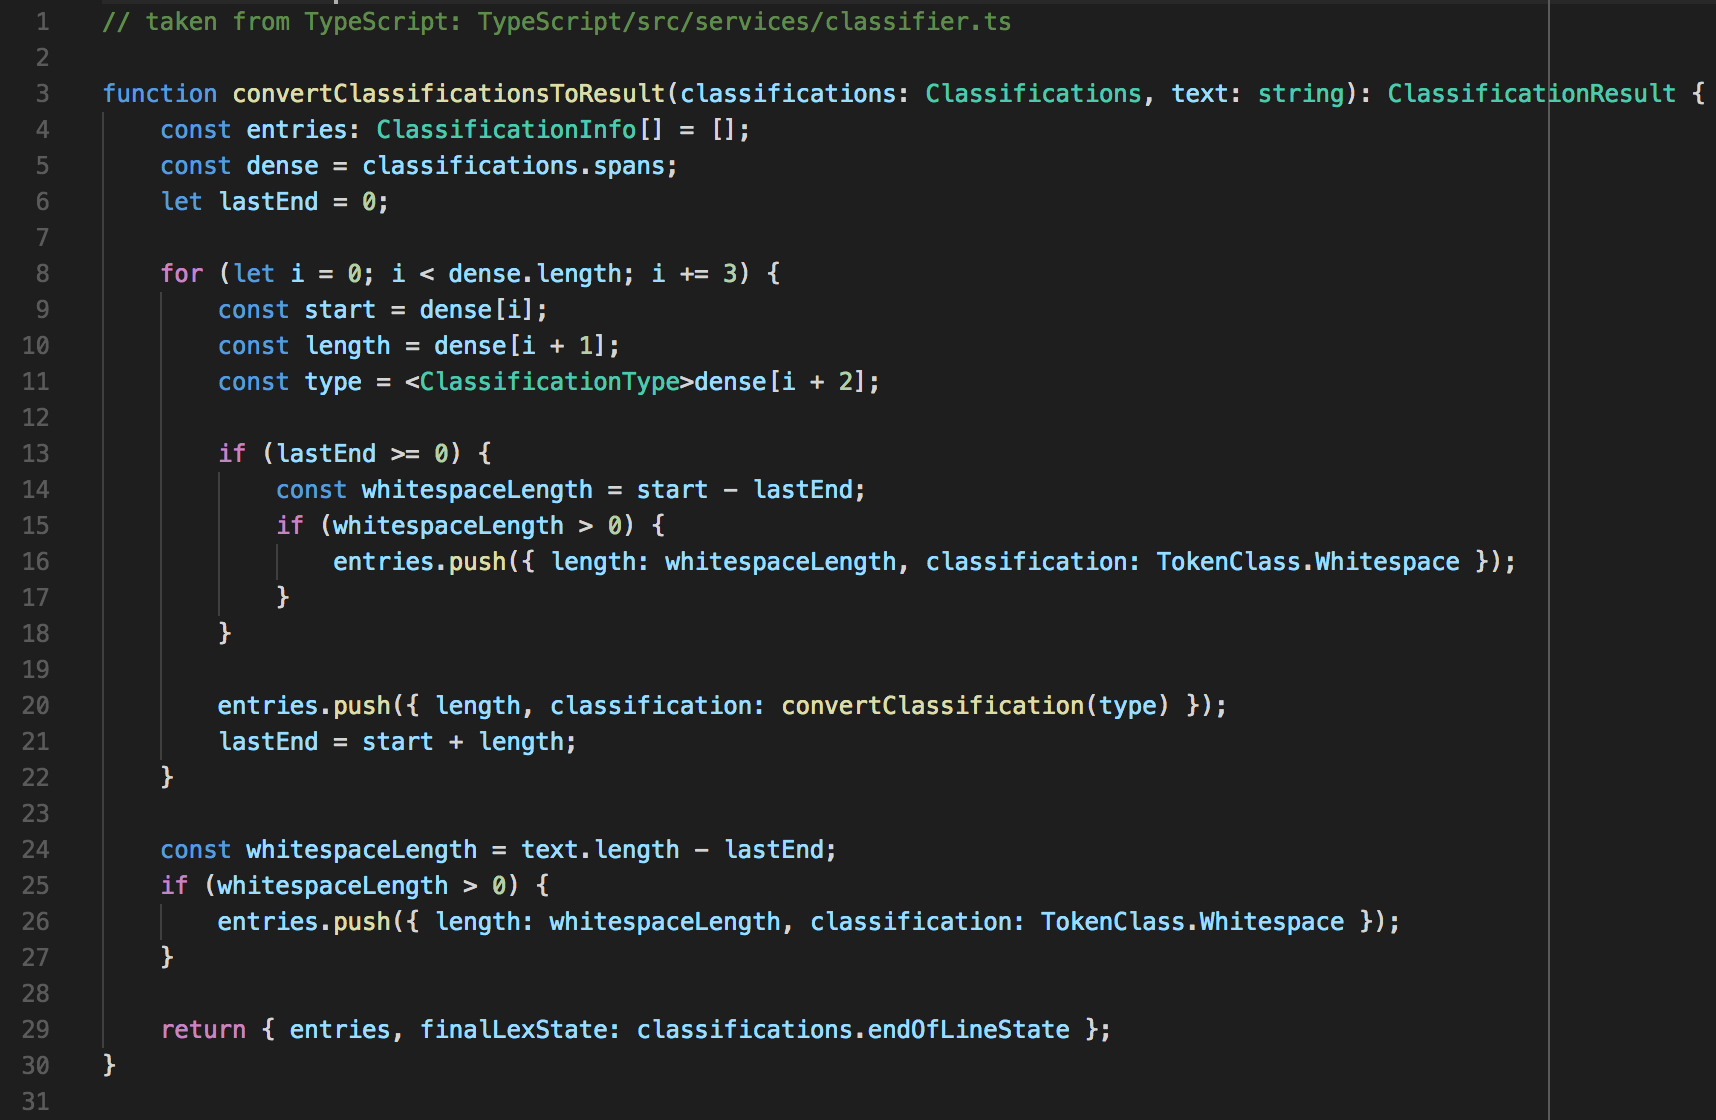 1 // taken from TypeScript: TypeScript/src/services/classifier.ts
2
3 function convertClassificationsToResult(classifications: Classifications, text: string): ClassificationResult {
4     const entries: ClassificationInfo[] = [];
5     const dense = classifications.spans;
6     let lastEnd = 0;
7
8     for (let i = 0; i < dense.length; i += 3) {
9         const start = dense[i];
10         const length = dense[i + 1];
11         const type = <ClassificationType>dense[i + 2];
12
13         if (lastEnd >= 0) {
14             const whitespaceLength = start - lastEnd;
15             if (whitespaceLength > 0) {
16                 entries.push({ length: whitespaceLength, classification: TokenClass.Whitespace });
17             }
18         }
19
20         entries.push({ length, classification: convertClassification(type) });
21         lastEnd = start + length;
22     }
23
24     const whitespaceLength = text.length - lastEnd;
25     if (whitespaceLength > 0) {
26         entries.push({ length: whitespaceLength, classification: TokenClass.Whitespace });
27     }
28
29     return { entries, finalLexState: classifications.endOfLineState };
30 }
31